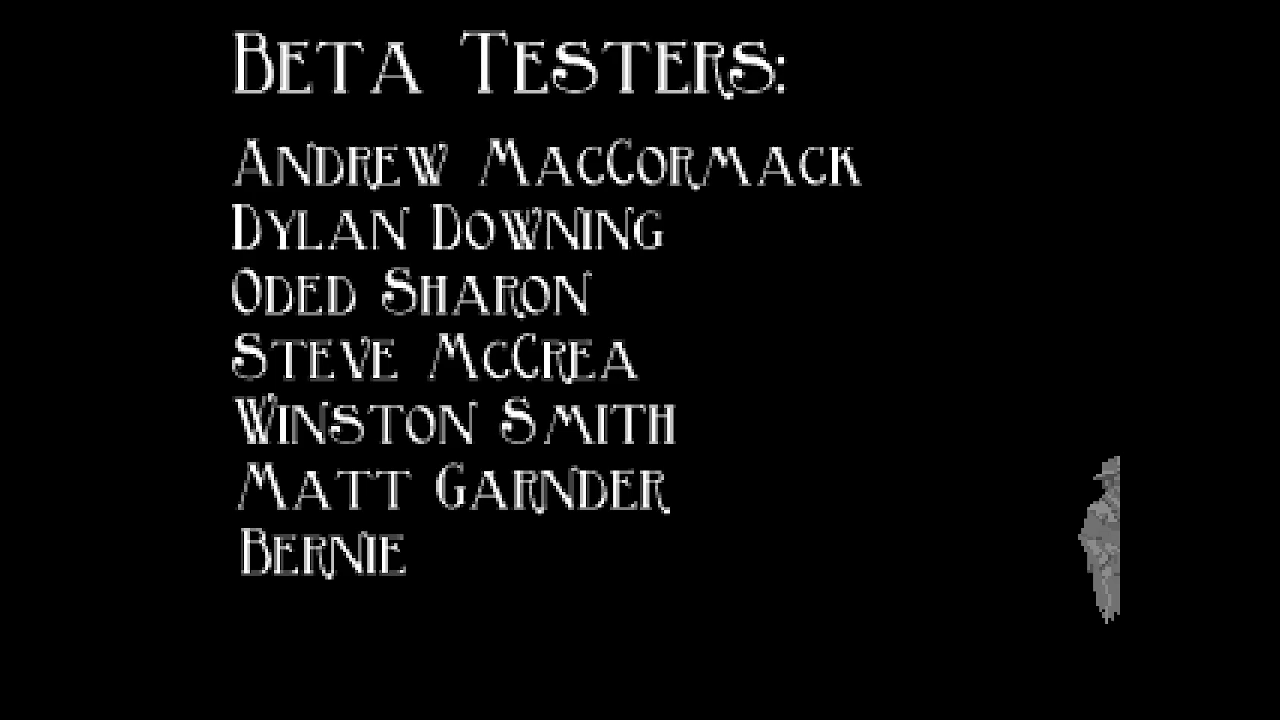 Beta Testers:
Andrew MacCormack
Dylan Downing
Oded Sharon
Steve McCrea
Winston Smith
Matt Garnder
Bernie